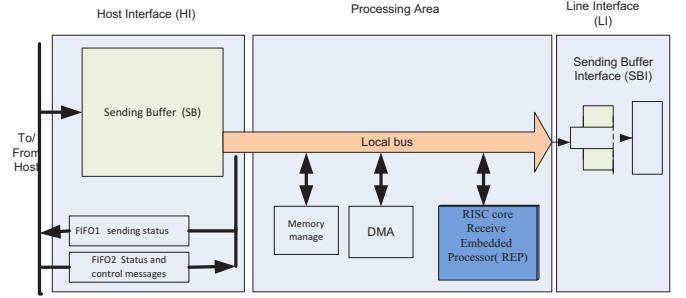 Host Interface (HI)
Processing Area
Line Interface
(LI)
Sending Buffer (SB)
Sending Buffer
Interface (SBI)
To/
From
Host
Local bus
FIFO1 sending status
FIFO2 Status and
control messages
Memory
manage
DMA
RISC core
Receive
Embedded
Processor( REP)